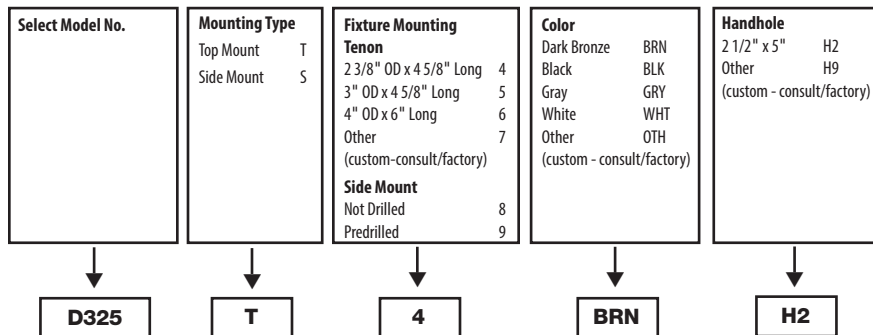 Select Model No.
Mounting Type
Top Mount T
Side Mount S
Fixture Mounting
Tenon
2 3/8" OD x 4 5/8" Long 4
3" OD x 4 5/8" Long 5
4" OD x 6" Long 6
Other 7
(custom-consult/factory)
Side Mount
Not Drilled 8
Predrilled 9
Color
Dark Bronze BRN
Black BLK
Gray GRY
White WHT
Other OTH
(custom - consult/factory)
Handhole
2 1/2" x 5" H2
Other H9
(custom - consult/factory)
D325
T
4
BRN
H2